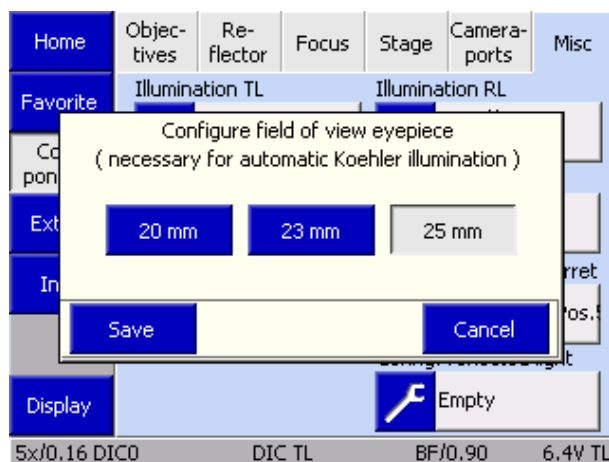 Home
Objec-
tives
Re-
flector
Focus
Stage
Camera-
ports
Misc
Favorite
Illumination TL
Illumination RL
Configure field of view eyepiece
( necessary for automatic Koehler illumination )
20 mm
23 mm
25 mm
Save
Cancel
Display
Empty
5x/0.16 DIC0
DIC TL
BF/0.90
6.4V TL